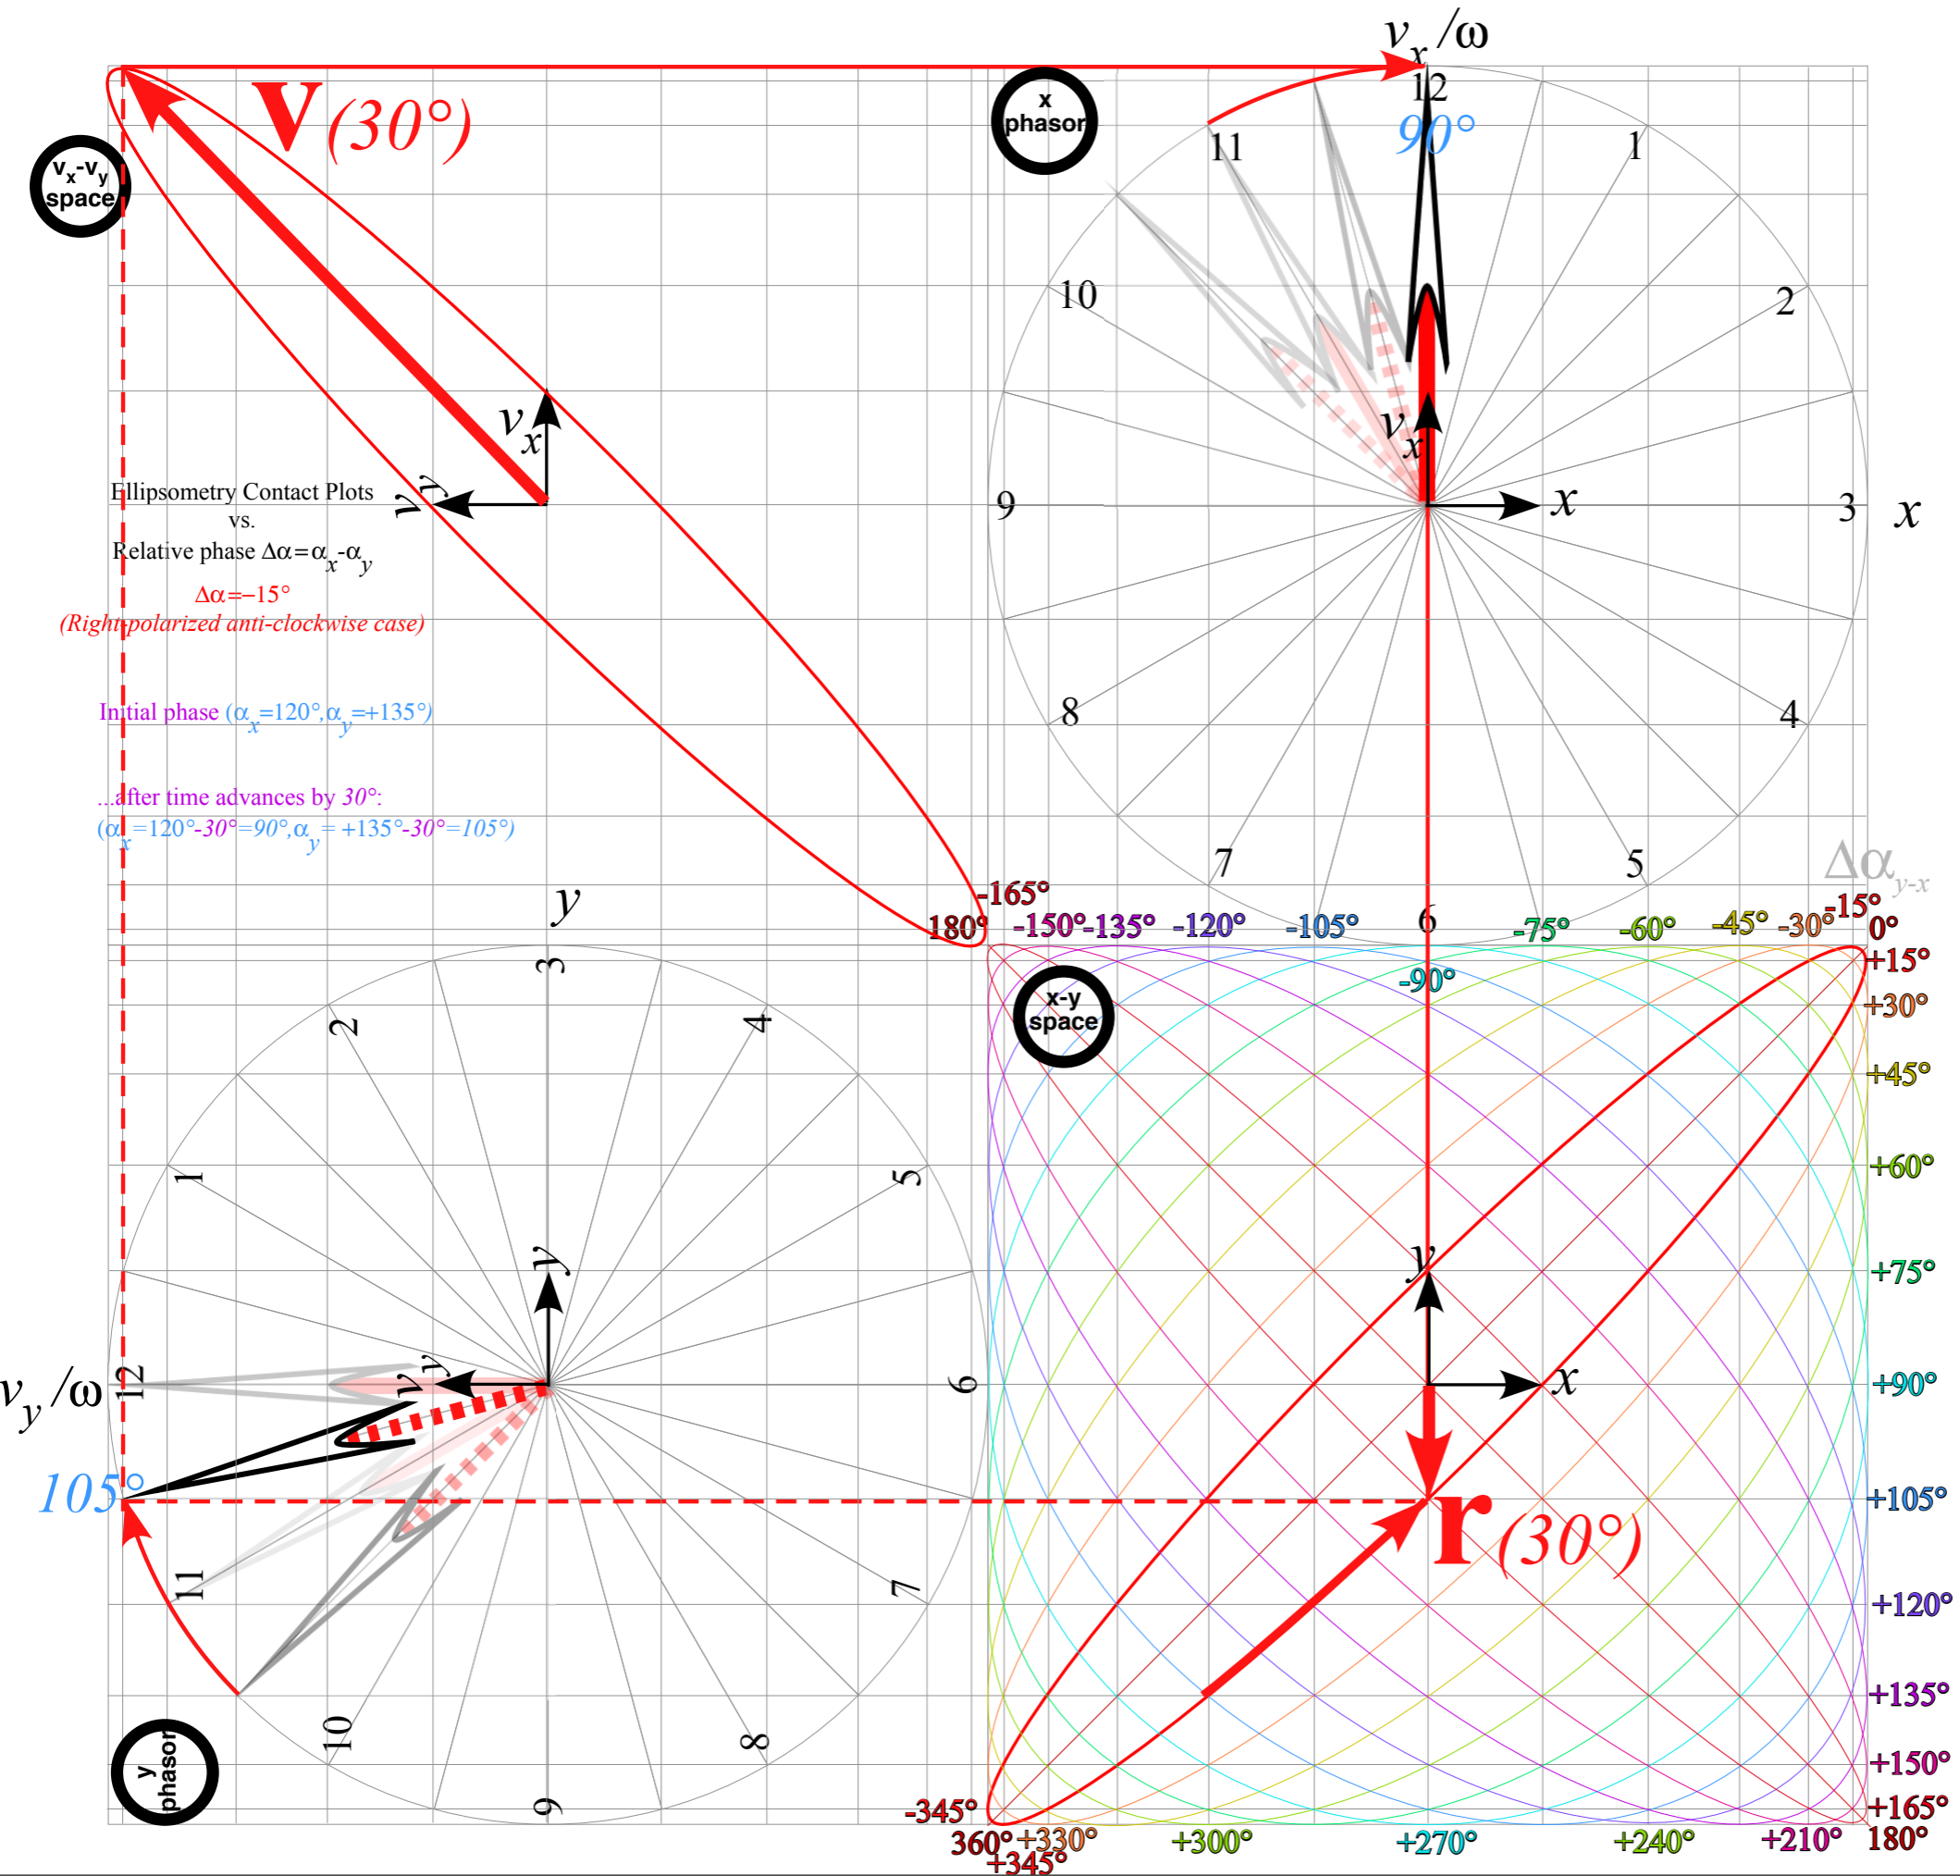 v_x/ω
x
phasor
12
90°
11
1
10
2
9
3
x
8
4
7
5
6
v_x
x
V(30°)
v_x-v_y
space
v_x
v_y
Ellipsometry Contact Plots
vs.
Relative phase Δα=α_x-α_y
Δα=−15°
(Right-polarized anti-clockwise case)
Initial phase (α_x=120°,α_y=+135°)
...after time advances by 30°:
(α_x=120°-30°=90°,α_y= +135°-30°=105°)
Δα_y-x
180° -165° -150° -135° -120° -105° -90° -75° -60° -45° -30° -15° 0°
+15°
+30°
+45°
+60°
+75°
+90°
+105°
+120°
+135°
+150°
+165°
180°
-345°
360° +330° +300° +270° +240° +210°
+345°
x-y
space
y
x
r(30°)
y
3
2
4
1
5
12
6
11
7
10
8
9
y
v_y
v_y/ω
105°
y
phasor